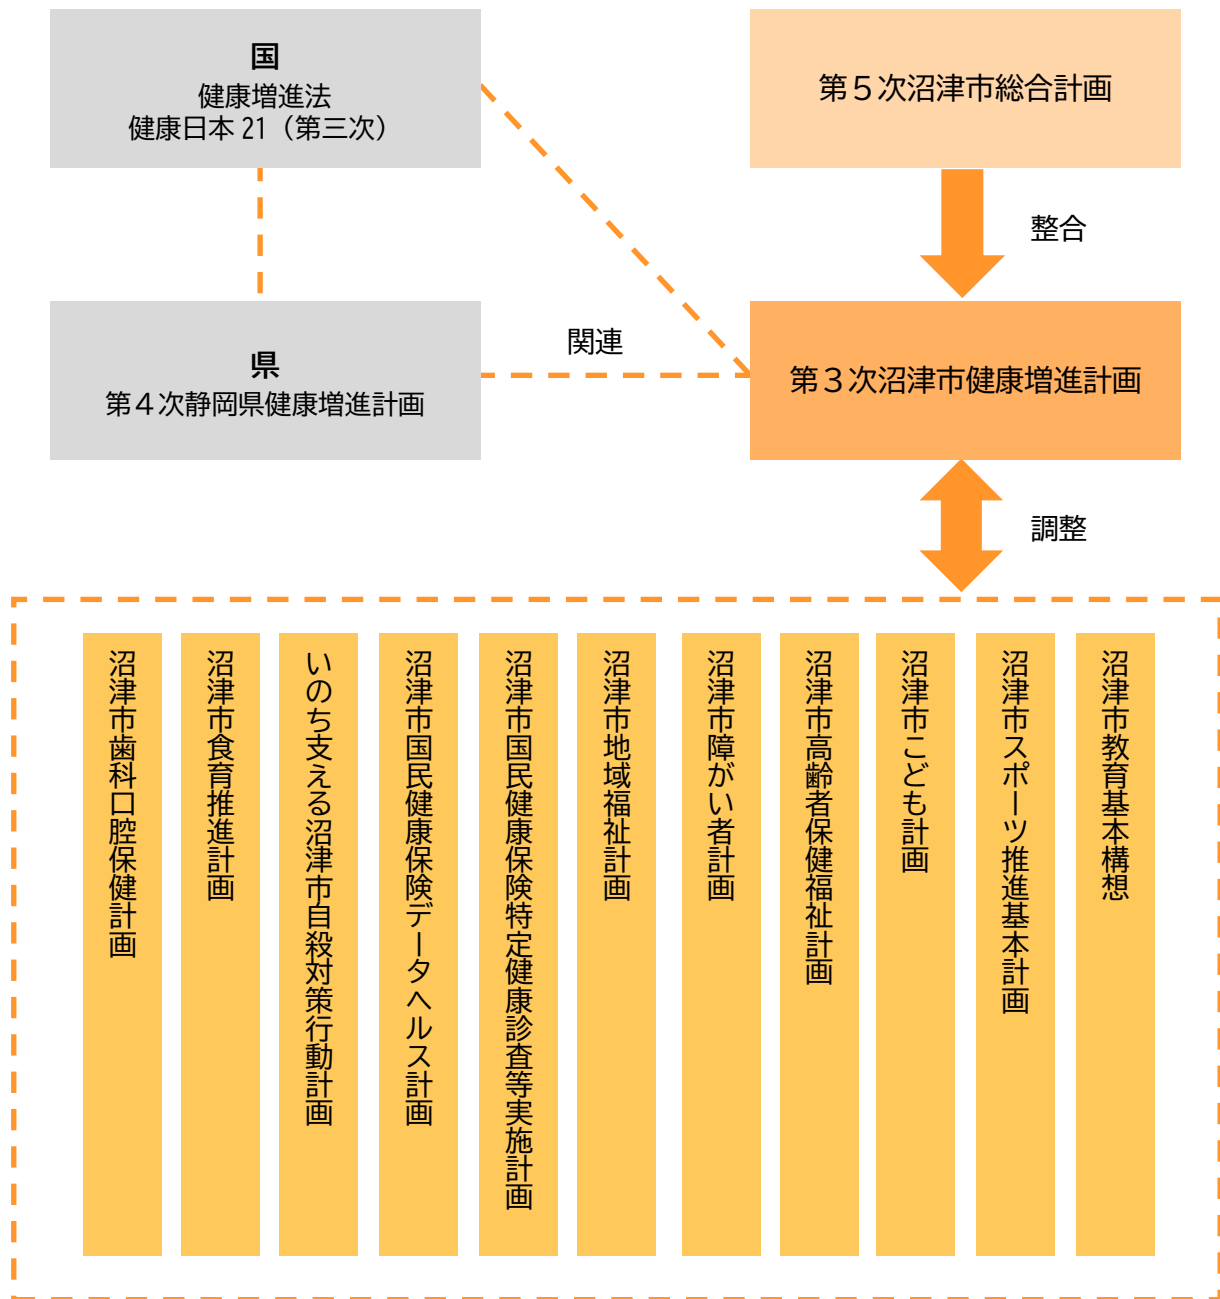 国
健康増進法
健康日本 21（第三次）
第５次沼津市総合計画
整合
県
第４次静岡県健康増進計画
関連
第３次沼津市健康増進計画
調整
沼津市歯科口腔保健計画
沼津市食育推進計画
いのち支える沼津市自殺対策行動計画
沼津市国民健康保険データヘルス計画
沼津市国民健康保険特定健康診査等実施計画
沼津市地域福祉計画
沼津市障がい者計画
沼津市高齢者保健福祉計画
沼津市こども計画
沼津市スポーツ推進基本計画
沼津市教育基本構想